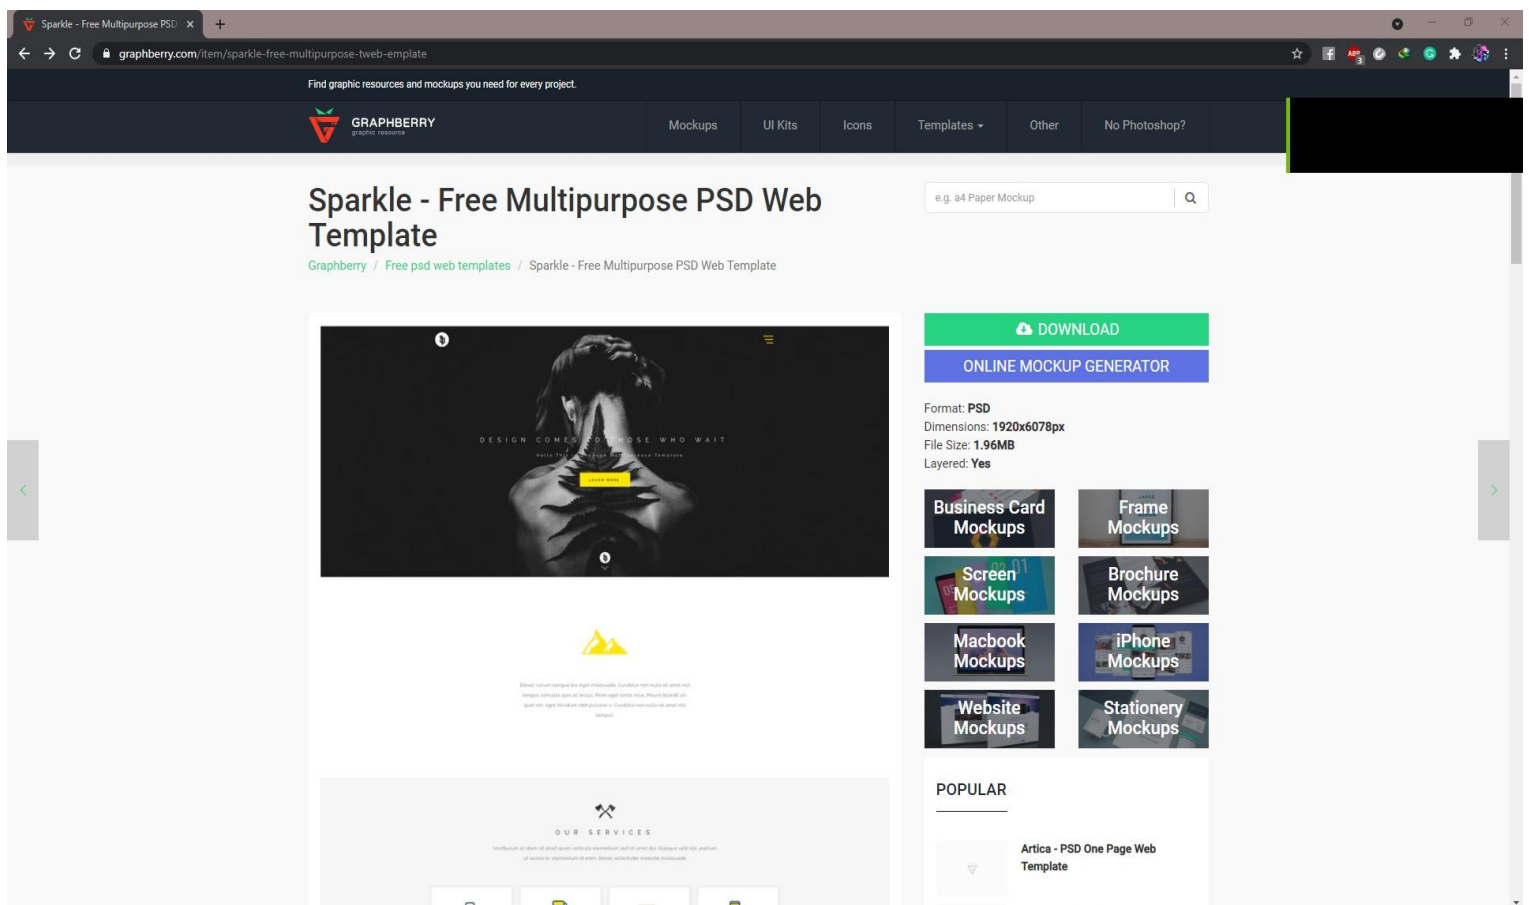 Sparkle - Free Multipurpose PSD
graphberry.com/item/sparkle-free-multipurpose-tweb-emplate
ABP
3
Find graphic resources and mockups you need for every project.
GRAPHBERRY
graphic resource
Mockups
UI Kits
Icons
Templates
Other
No Photoshop?
Sparkle - Free Multipurpose PSD Web
Template
e.g. a4 Paper Mockup
Graphberry / Free psd web templates / Sparkle - Free Multipurpose PSD Web Template
DESIGN COMES TO THOSE WHO WAIT
LEARN MORE
OUR SERVICES
DOWNLOAD
ONLINE MOCKUP GENERATOR
Format: PSD
Dimensions: 1920x6078px
File Size: 1.96MB
Layered: Yes
Business Card
Mockups
Frame
Mockups
Screen
Mockups
Brochure
Mockups
Macbook
Mockups
iPhone
Mockups
Website
Mockups
Stationery
Mockups
POPULAR
Artica - PSD One Page Web
Template